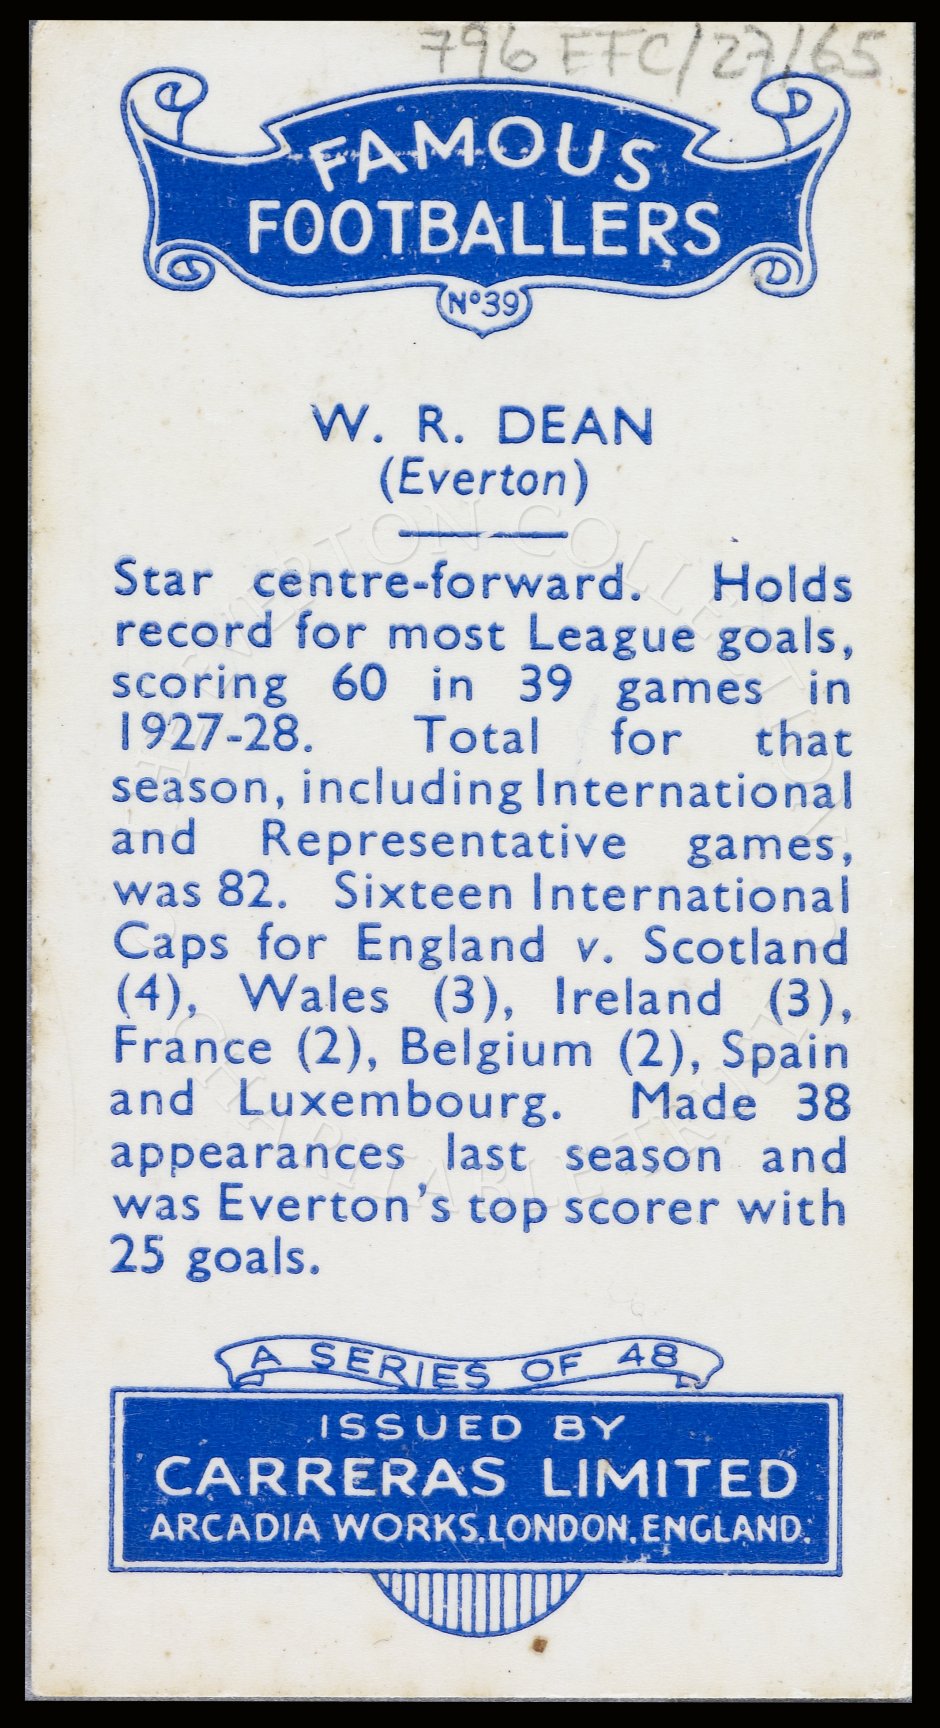 796 EFC/27/65
FAMOUS
FOOTBALLERS
Nº39
W. R. DEAN
(Everton)
Star centre-forward. Holds
record for most League goals,
scoring 60 in 39 games in
1927-28. Total for that
season, including International
and Representative games,
was 82. Sixteen International
Caps for England v. Scotland
(4), Wales (3), Ireland (3),
France (2), Belgium (2), Spain
and Luxembourg. Made 38
appearances last season and
was Everton's top scorer with
25 goals.
A SERIES OF 48
ISSUED BY
CARRERAS LIMITED
ARCADIA WORKS, LONDON, ENGLAND.
EVERTON COLLECTION
CHARITABLE TRUST